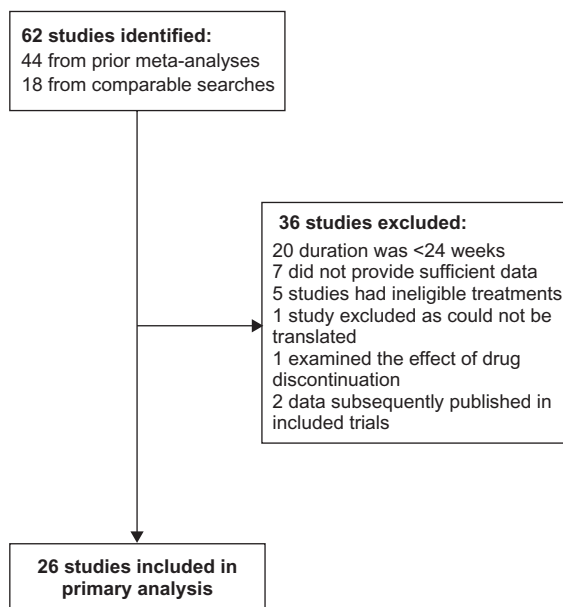 62 studies identified:
44 from prior meta-analyses
18 from comparable searches
36 studies excluded:
20 duration was <24 weeks
7 did not provide sufficient data
5 studies had ineligible treatments
1 study excluded as could not be
translated
1 examined the effect of drug
discontinuation
2 data subsequently published in
included trials
26 studies included in
primary analysis